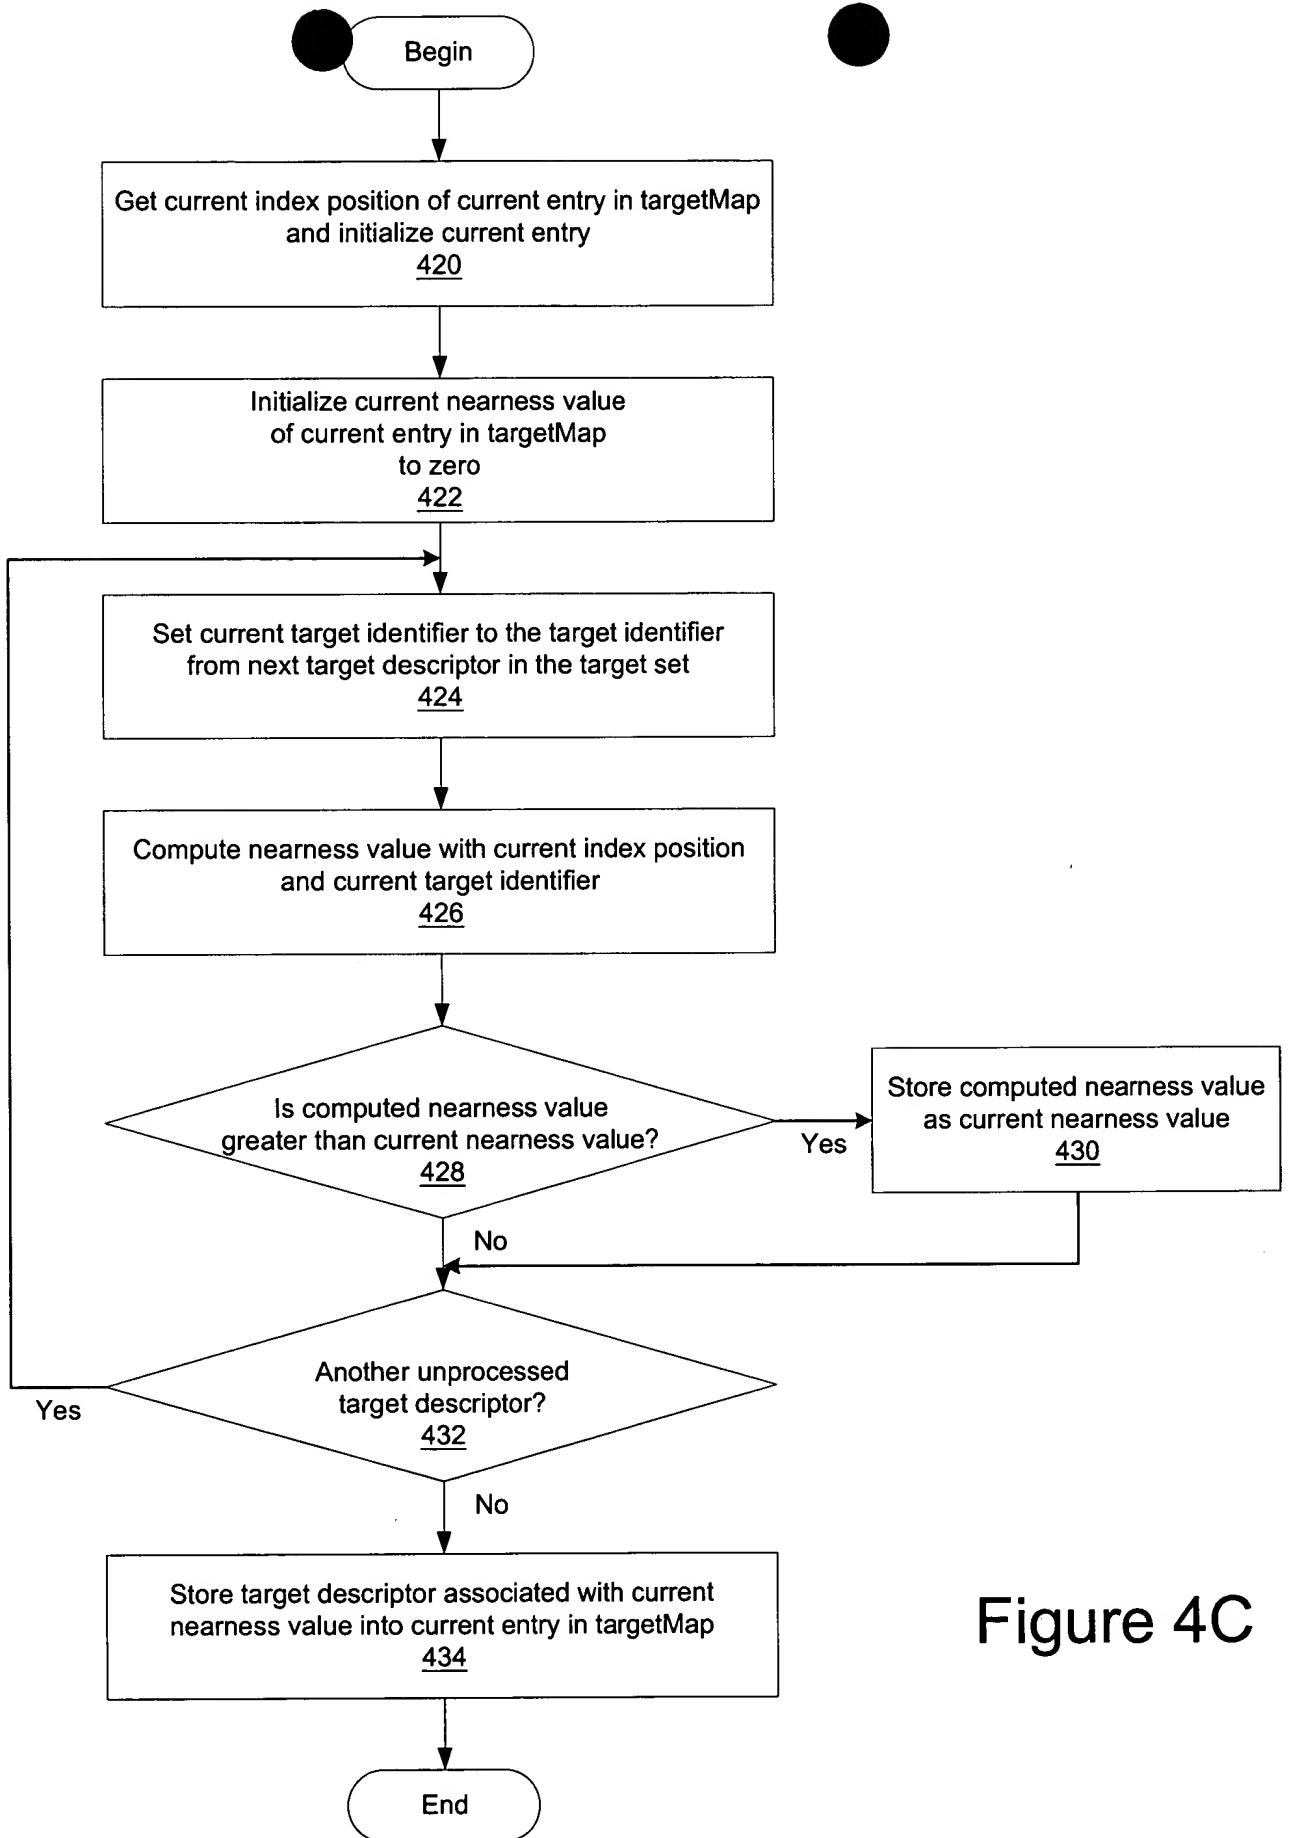 Begin
Get current index position of current entry in targetMap
and initialize current entry
420
Initialize current nearness value
of current entry in targetMap
to zero
422
Set current target identifier to the target identifier
from next target descriptor in the target set
424
Compute nearness value with current index position
and current target identifier
426
Is computed nearness value
greater than current nearness value?
428
Yes
Store computed nearness value
as current nearness value
430
No
Another unprocessed
target descriptor?
432
Yes
No
Store target descriptor associated with current
nearness value into current entry in targetMap
434
Figure 4C
End